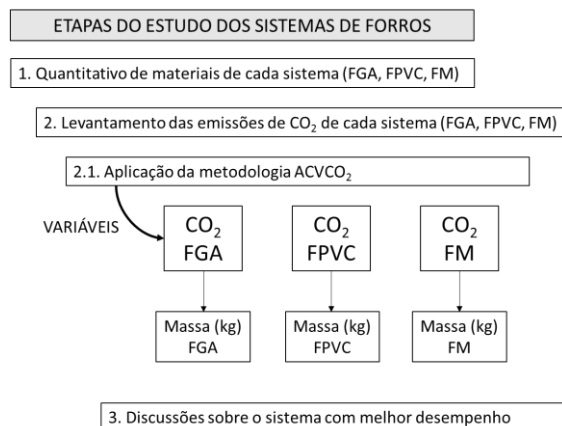 ETAPAS DO ESTUDO DOS SISTEMAS DE FORROS
1. Quantitativo de materiais de cada sistema (FGA, FPVC, FM)
2. Levantamento das emissões de CO₂ de cada sistema (FGA, FPVC, FM)
2.1. Aplicação da metodologia ACVCO₂
VARIÁVEIS
CO₂
FGA
CO₂
FPVC
CO₂
FM
Massa (kg)
FGA
Massa (kg)
FPVC
Massa (kg)
FM
3. Discussões sobre o sistema com melhor desempenho